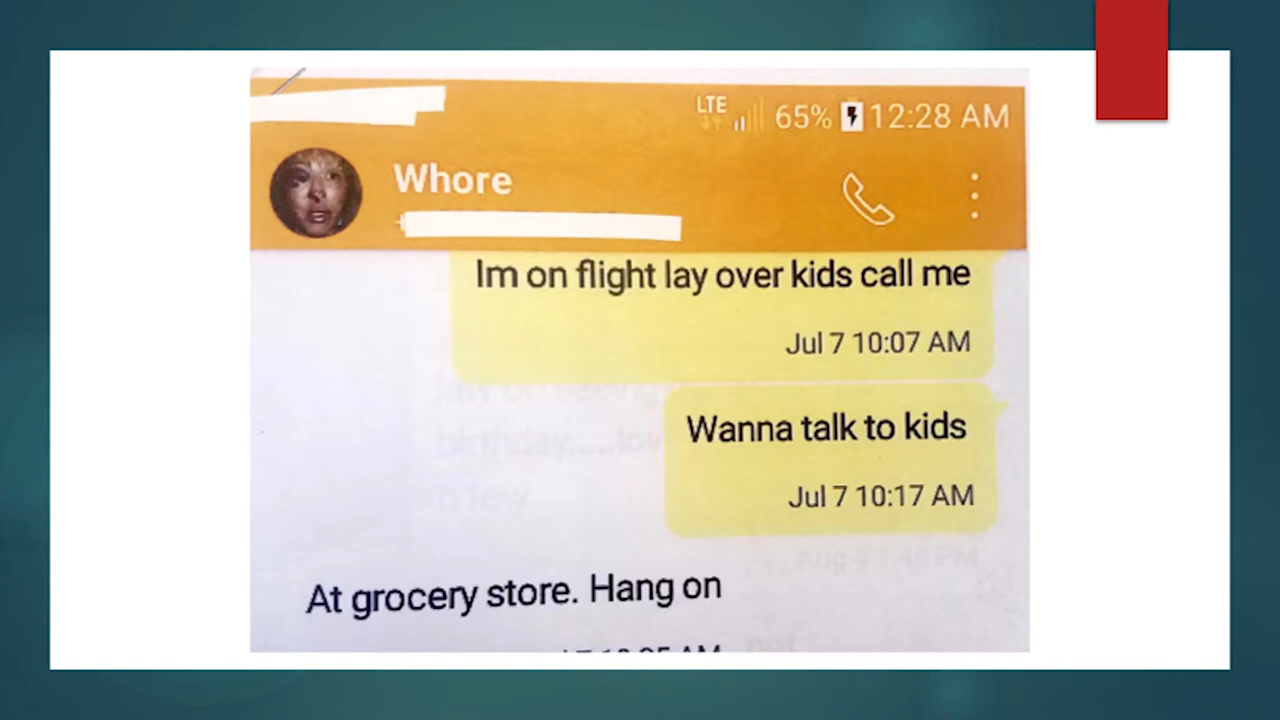 LTE 65% 12:28 AM
Whore
Im on flight lay over kids call me
Jul 7 10:07 AM
Wanna talk to kids
Jul 7 10:17 AM
At grocery store. Hang on